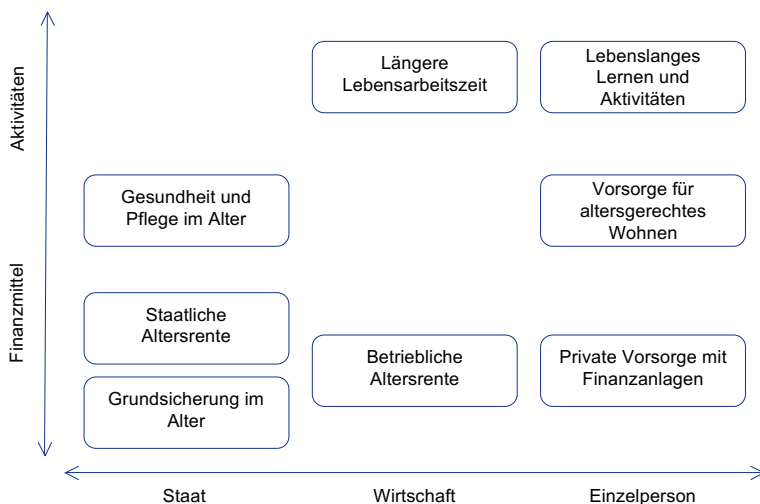 Aktivitäten
Finanzmittel
Längere
Lebensarbeitszeit
Lebenslanges
Lernen und
Aktivitäten
Gesundheit und
Pflege im Alter
Vorsorge für
altersgerechtes
Wohnen
Staatliche
Altersrente
Betriebliche
Altersrente
Private Vorsorge mit
Finanzanlagen
Grundsicherung im
Alter
Staat
Wirtschaft
Einzelperson